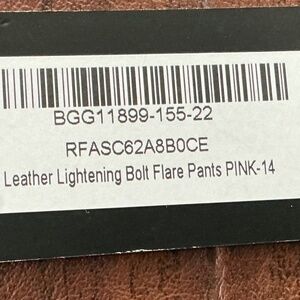 BGG11899-155-22
RFASC62A8B0CE
Leather Lightening Bolt Flare Pants PINK-14